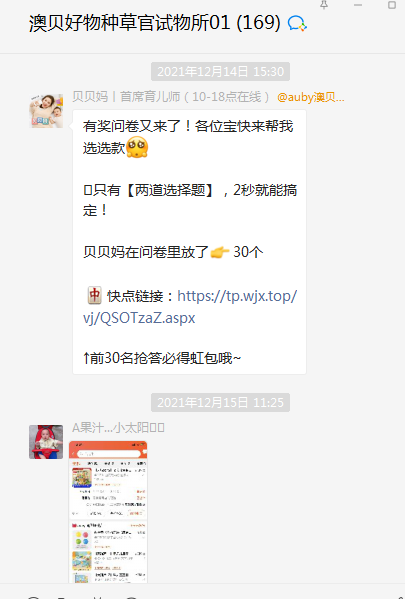 澳贝好物种草官试物所01 (169)
2021年12月14日 15:30
贝贝妈｜首席育儿师（10-18点在线） @auby澳贝...
有奖问卷又来了！各位宝快来帮我
选选款🥺
只有【两道选择题】，2秒就能搞
定！
贝贝妈在问卷里放了👉 30个
🀄 快点链接：https://tp.wjx.top/
vj/QSOTzaZ.aspx
↑前30名抢答必得虹包哦~
2021年12月15日 11:25
A果汁...小太阳